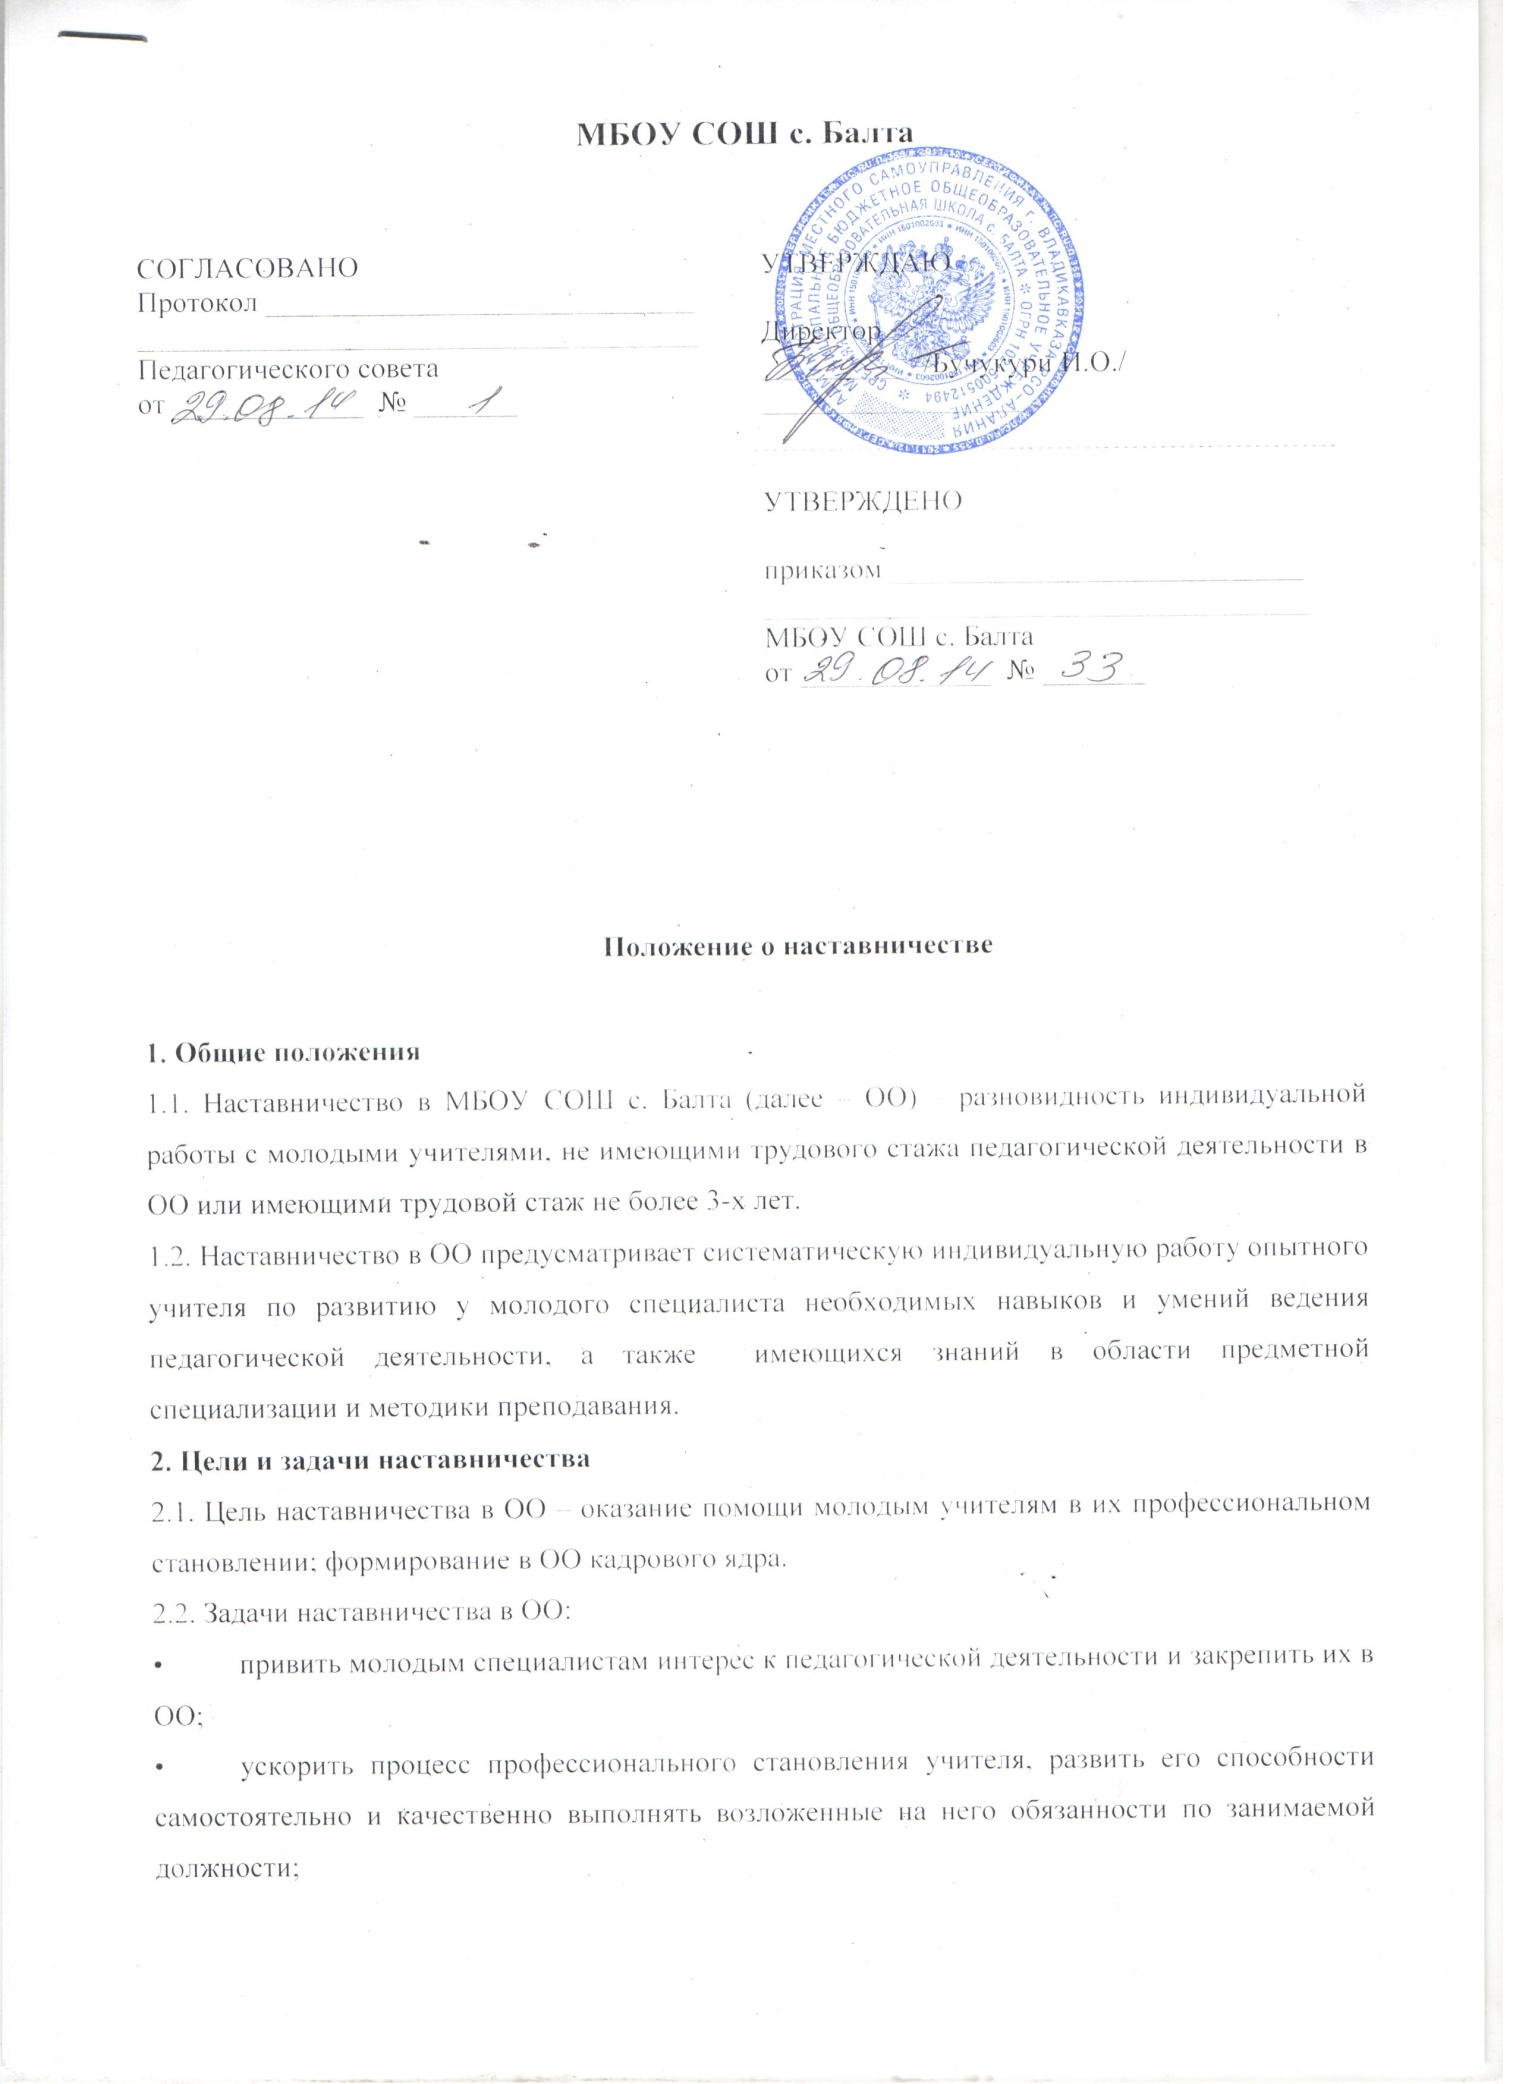 МБОУ СОШ с. Балта
СОГЛАСОВАНО
Протокол
Педагогического совета
от 29.08.14 № 1
УТВЕРЖДАЮ
Директор
/Бучукури И.О./
УТВЕРЖДЕНО
приказом
МБОУ СОШ с. Балта
от 29.08.14 № 33
Положение о наставничестве
1. Общие положения
1.1. Наставничество в МБОУ СОШ с. Балта (далее – ОО) разновидность индивидуальной
работы с молодыми учителями, не имеющими трудового стажа педагогической деятельности в
ОО или имеющими трудовой стаж не более 3-х лет.
1.2. Наставничество в ОО предусматривает систематическую индивидуальную работу опытного
учителя по развитию у молодого специалиста необходимых навыков и умений ведения
педагогической деятельности, а также имеющихся знаний в области предметной
специализации и методики преподавания.
2. Цели и задачи наставничества
2.1. Цель наставничества в ОО – оказание помощи молодым учителям в их профессиональном
становлении; формирование в ОО кадрового ядра.
2.2. Задачи наставничества в ОО:
• привить молодым специалистам интерес к педагогической деятельности и закрепить их в
ОО;
• ускорить процесс профессионального становления учителя, развить его способности
самостоятельно и качественно выполнять возложенные на него обязанности по занимаемой
должности;